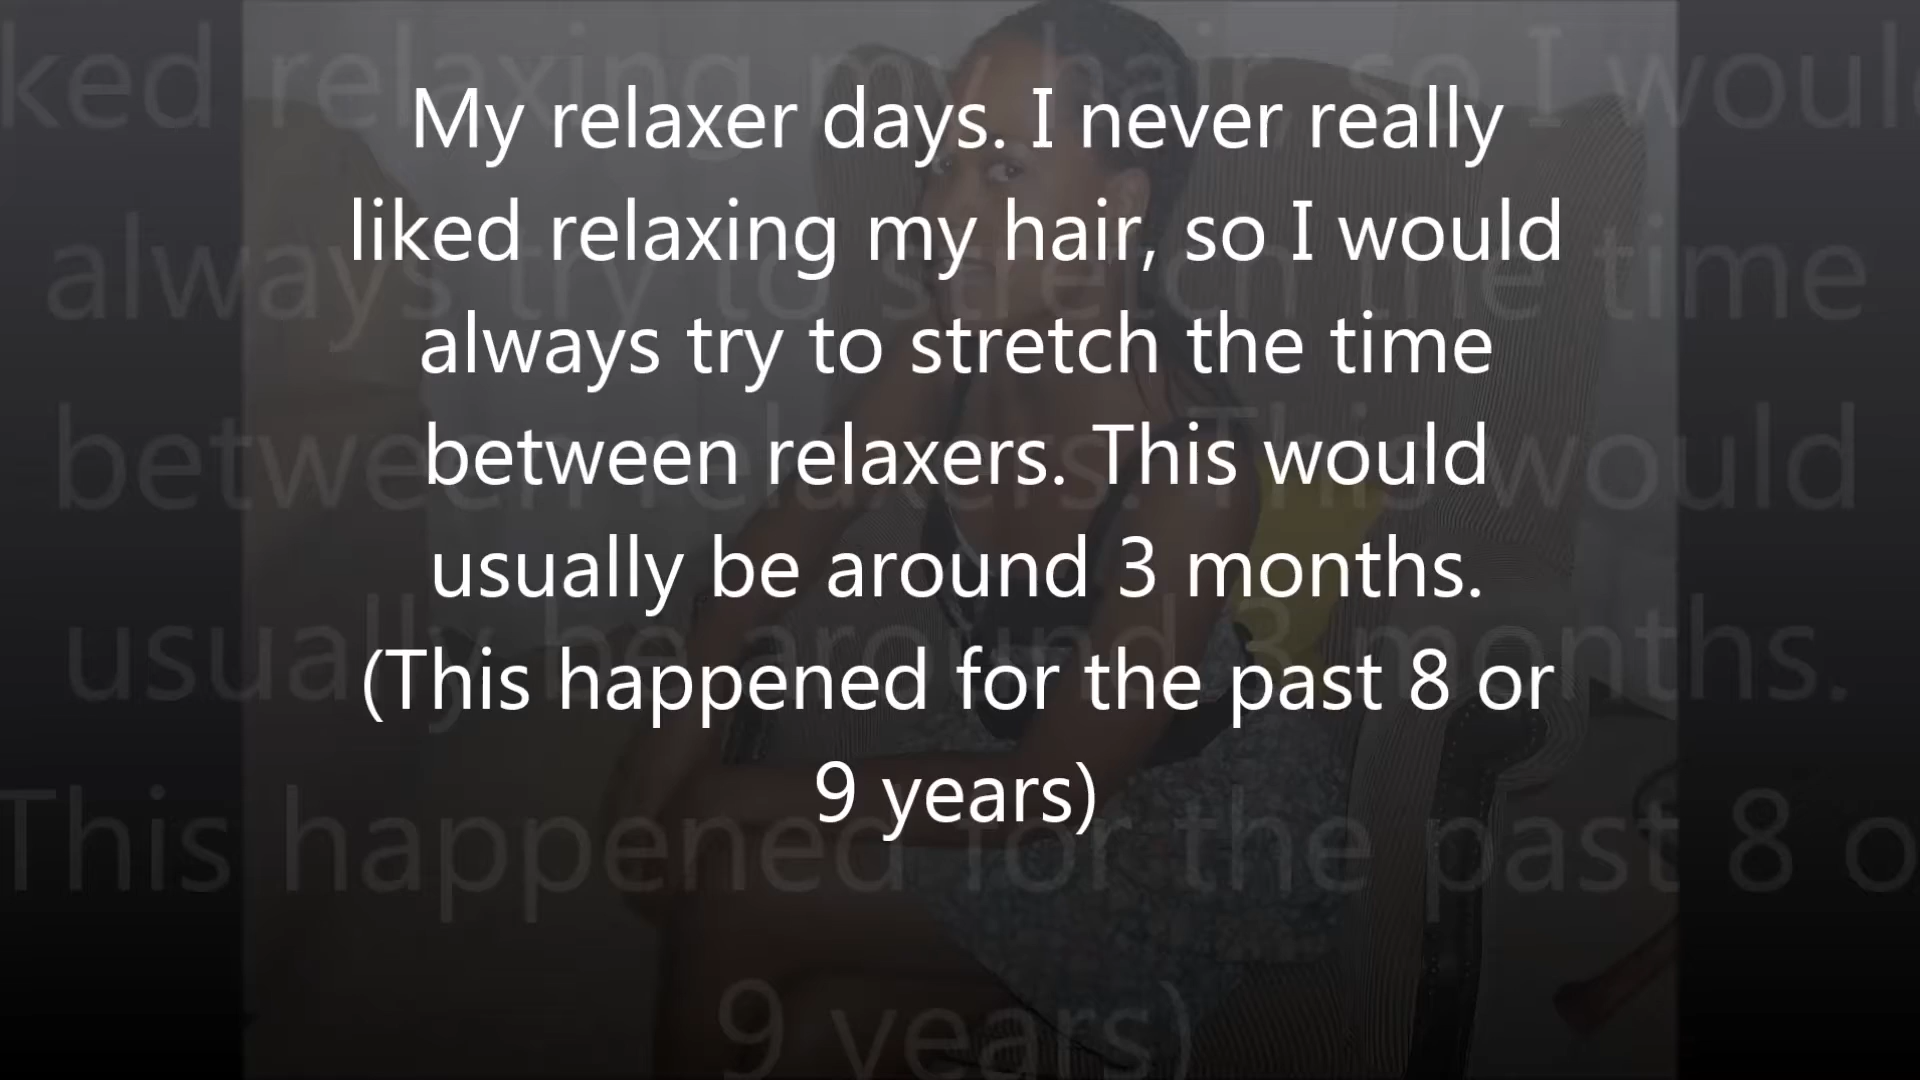 My relaxer days. I never really
liked relaxing my hair, so I would
always try to stretch the time
between relaxers. This would
usually be around 3 months.
(This happened for the past 8 or
9 years)